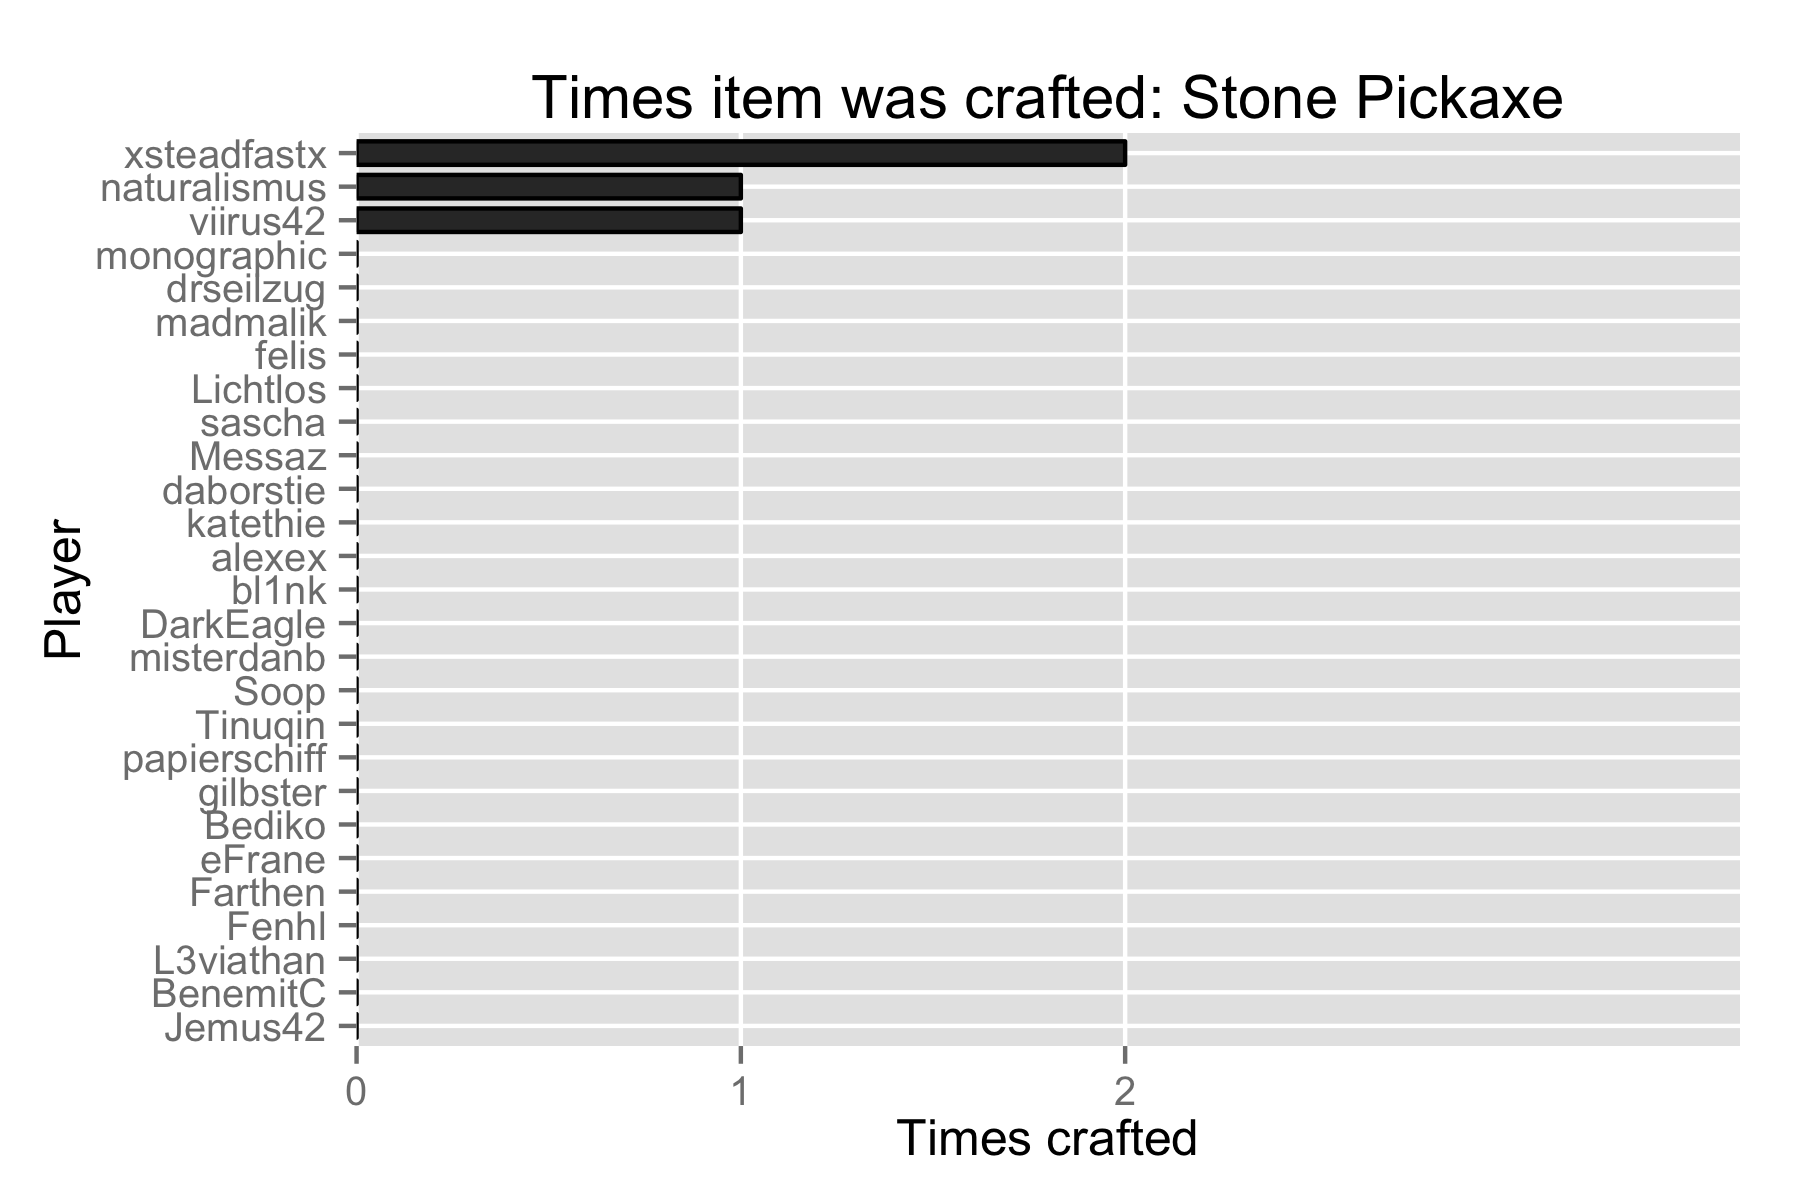 Times item was crafted: Stone Pickaxe
xsteadfastx
naturalismus
viirus42
monographic
drseilzug
madmalik
felis
Lichtlos
sascha
Messaz
daborstie
katethie
alexex
bl1nk
DarkEagle
misterdanb
Soop
Tinuqin
papierschiff
gilbster
Bediko
eFrane
Farthen
Fenhl
L3viathan
BenemitC
Jemus42
Player
0 1 2
Times crafted